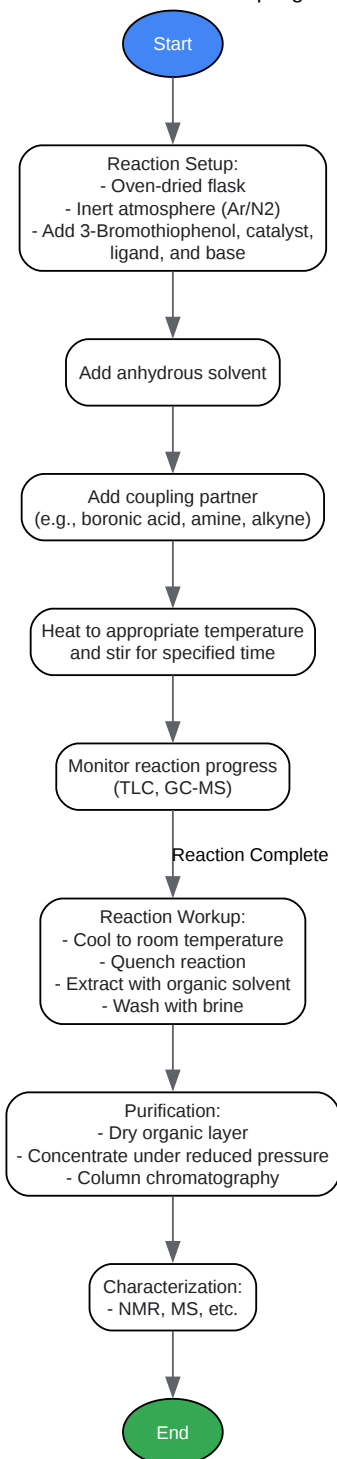 Start
Reaction Setup:
- Oven-dried flask
- Inert atmosphere (Ar/N2)
- Add 3-Bromothiophenol, catalyst,
ligand, and base
Add anhydrous solvent
Add coupling partner
(e.g., boronic acid, amine, alkyne)
Heat to appropriate temperature
and stir for specified time
Monitor reaction progress
(TLC, GC-MS)
Reaction Complete
Reaction Workup:
- Cool to room temperature
- Quench reaction
- Extract with organic solvent
- Wash with brine
Purification:
- Dry organic layer
- Concentrate under reduced pressure
- Column chromatography
Characterization:
- NMR, MS, etc.
End